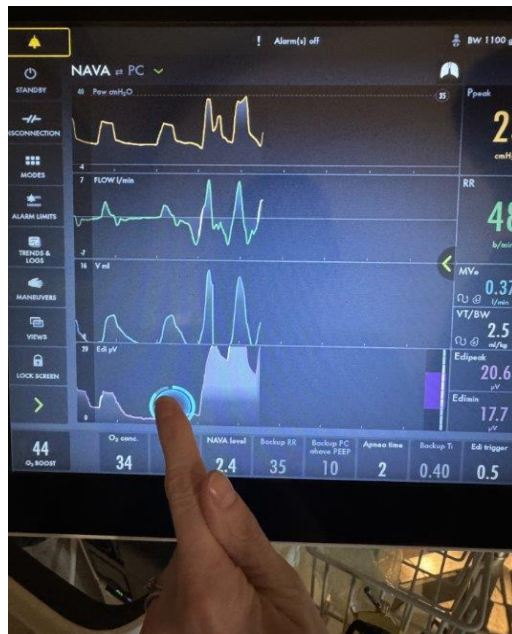 Alarm(s) off
BW 1100 g
NAVA ⇌ PC
STANDBY
40 Paw cmH₂O
35
Ppeak
-4
cmH
DISCONNECTION
7 FLOW l/min
RR
MODES
48
b/min
ALARM LIMITS
-7
16 V ml
MVe
TRENDS &
LOGS
0.37
l/min
MANEUVERS
VT/BW
2.5
ml/kg
VIEWS
Edi µV
Edipeak
20.6
µV
LOCK SCREEN
Edimin
17.7
µV
0
44
O₂ BOOST
O₂ conc.
34
NAVA level
2.4
Backup RR
35
Backup PC
above PEEP
10
Apnea time
2
Backup Ti
0.40
Edi trigger
0.5